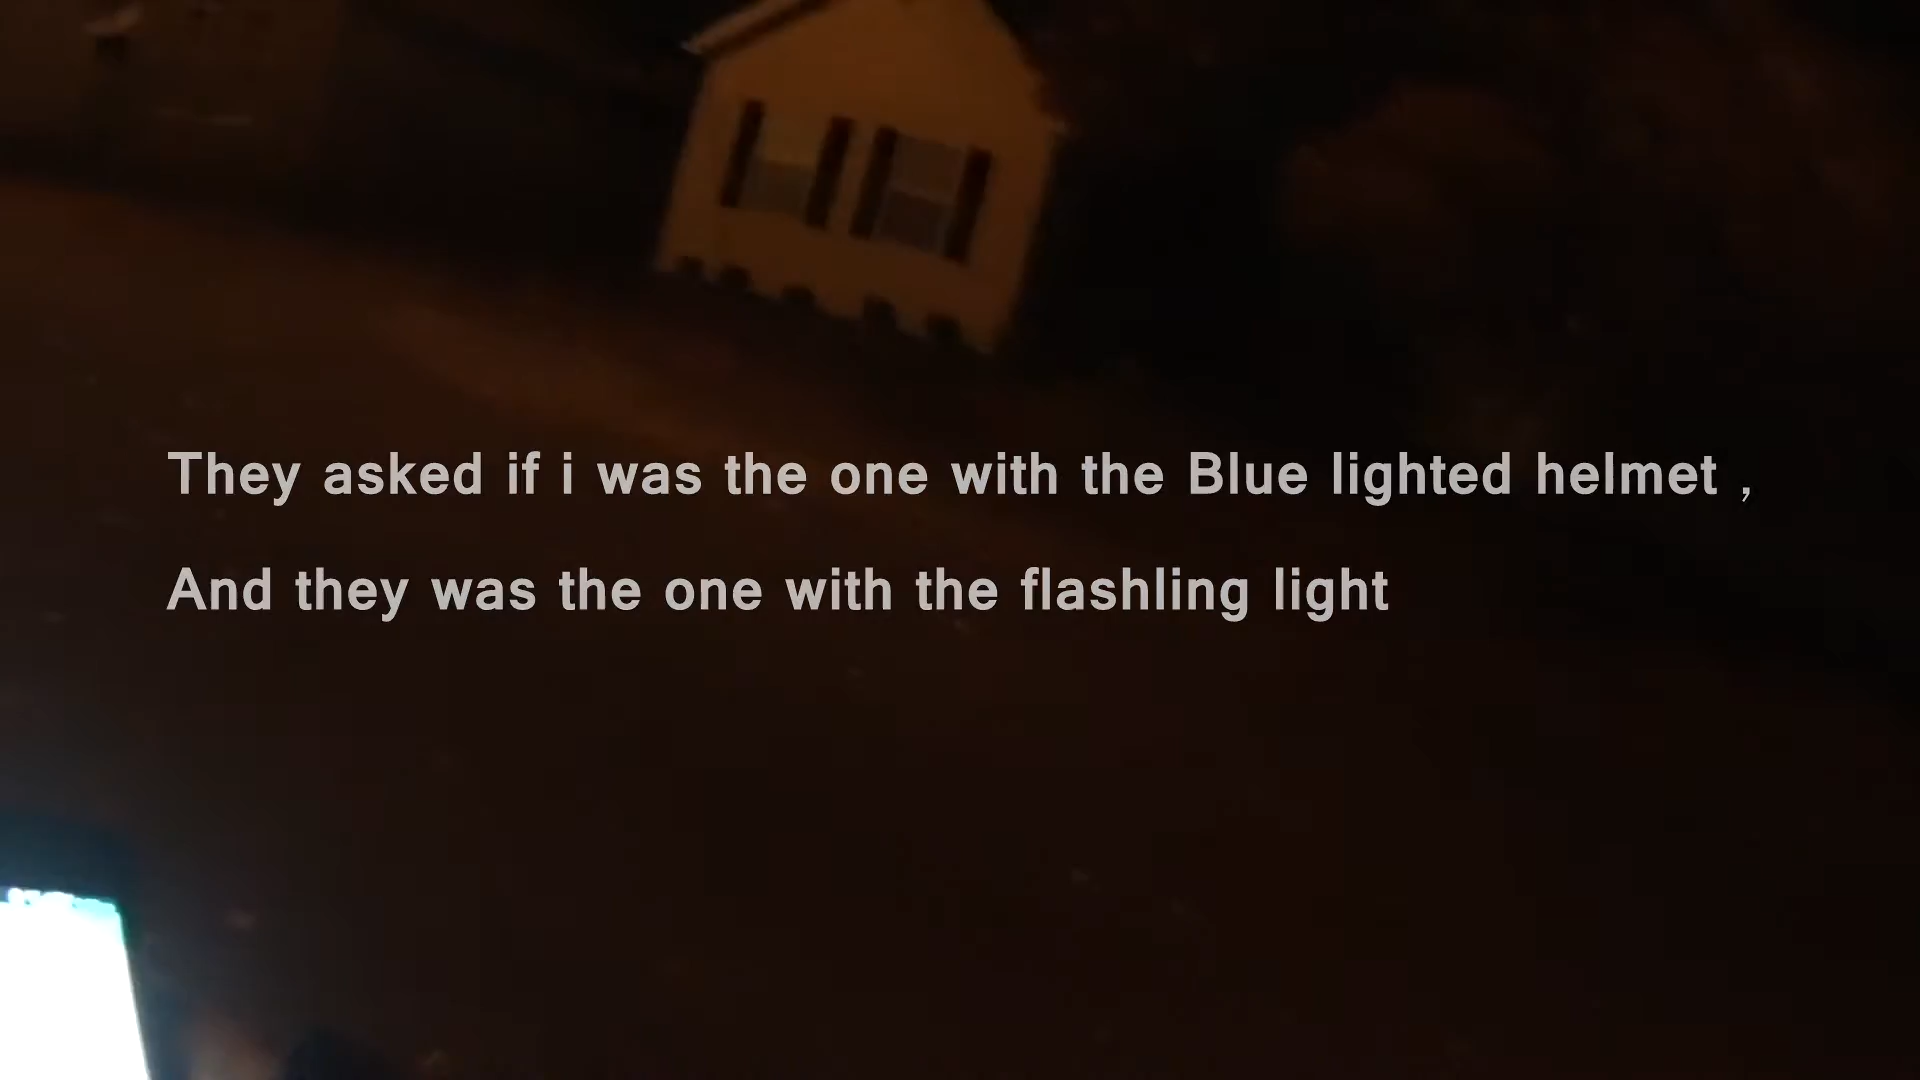 They asked if i was the one with the Blue lighted helmet ,
And they was the one with the flashling light